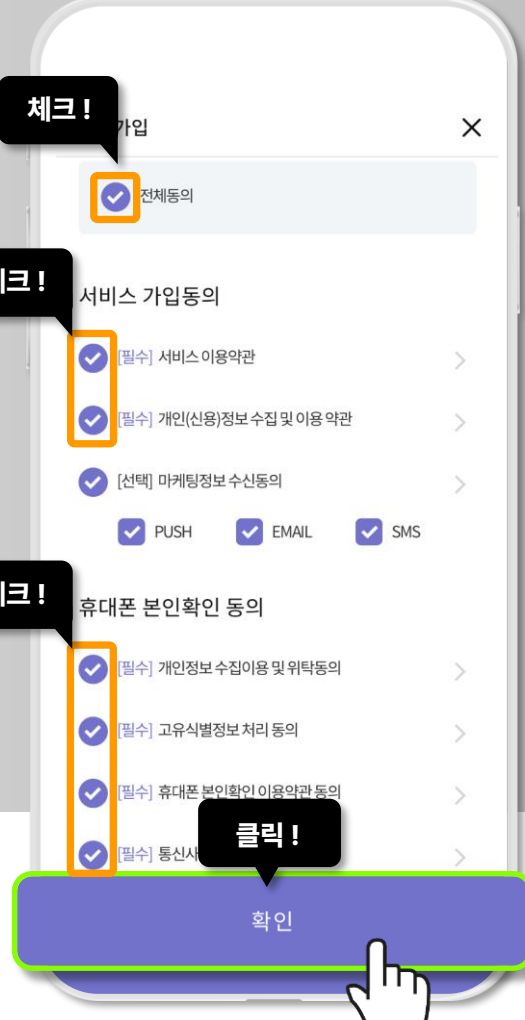 체크 !
가입
전체동의
크 !
서비스 가입동의
[필수] 서비스 이용약관
[필수] 개인(신용)정보 수집 및 이용 약관
[선택] 마케팅정보 수신동의
PUSH EMAIL SMS
크 !
휴대폰 본인확인 동의
[필수] 개인정보 수집이용 및 위탁동의
[필수] 고유식별정보 처리 동의
[필수] 휴대폰 본인확인 이용약관 동의
클릭 !
[필수] 통신사
확인